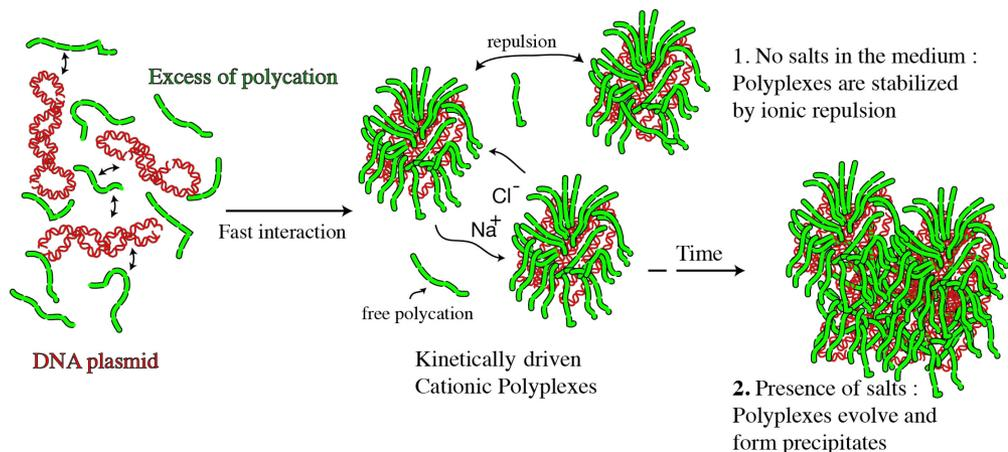 Excess of polycation
DNA plasmid
Fast interaction
repulsion
Cl⁻
Na⁺
free polycation
Kinetically driven
Cationic Polyplexes
Time
1. No salts in the medium :
Polyplexes are stabilized
by ionic repulsion
2. Presence of salts :
Polyplexes evolve and
form precipitates